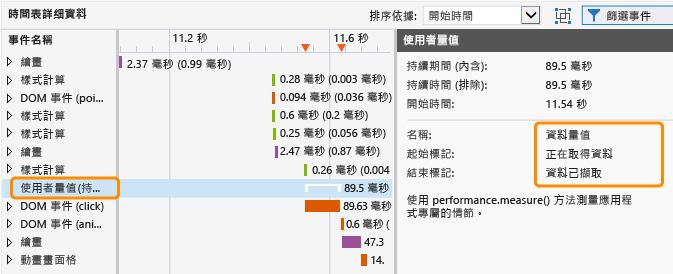 時間表詳細資料
排序依據: 開始時間 篩選事件
事件名稱 11.2 秒 11.6 秒
繪畫 2.37 毫秒 (0.99 毫秒)
樣式計算 0.28 毫秒 (0.003 毫秒)
DOM 事件 (poi... 0.094 毫秒 (0.036 毫秒)
樣式計算 0.6 毫秒 (0.2 毫秒)
樣式計算 0.25 毫秒 (0.056 毫秒)
繪畫 2.47 毫秒 (0.87 毫秒)
樣式計算 0.26 毫秒 (0.004
使用者量值(持... 89.5 毫秒
DOM 事件 (click) 89.63 毫秒
DOM 事件 (ani... 0.6 毫秒 (
繪畫 47.3
動畫畫面格 14.
使用者量值
持續期間 (內含): 89.5 毫秒
持續時間 (排除): 89.5 毫秒
開始時間: 11.54 秒
名稱: 資料量值
起始標記: 正在取得資料
結束標記: 資料已擷取
使用 performance.measure() 方法測量應用程
式專屬的情節。